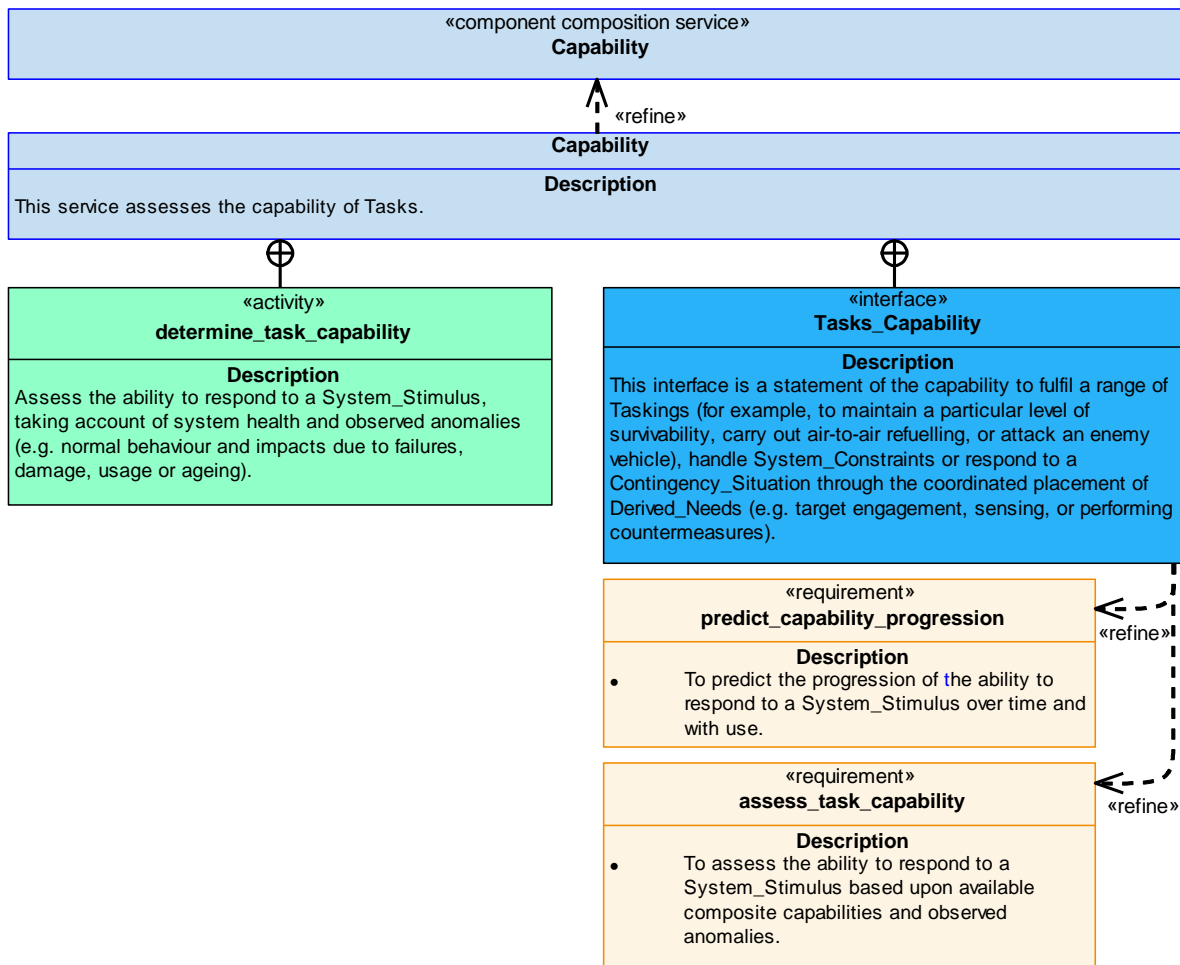 «component composition service»
Capability
«refine»
Capability
Description
This service assesses the capability of Tasks.
«activity»
determine_task_capability
Description
Assess the ability to respond to a System_Stimulus,
taking account of system health and observed anomalies
(e.g. normal behaviour and impacts due to failures,
damage, usage or ageing).
«interface»
Tasks_Capability
Description
This interface is a statement of the capability to fulfil a range of
Taskings (for example, to maintain a particular level of
survivability, carry out air-to-air refuelling, or attack an enemy
vehicle), handle System_Constraints or respond to a
Contingency_Situation through the coordinated placement of
Derived_Needs (e.g. target engagement, sensing, or performing
countermeasures).
«requirement»
predict_capability_progression
«refine»
Description
• To predict the progression of the ability to
respond to a System_Stimulus over time and
with use.
«requirement»
assess_task_capability
«refine»
Description
• To assess the ability to respond to a
System_Stimulus based upon available
composite capabilities and observed
anomalies.